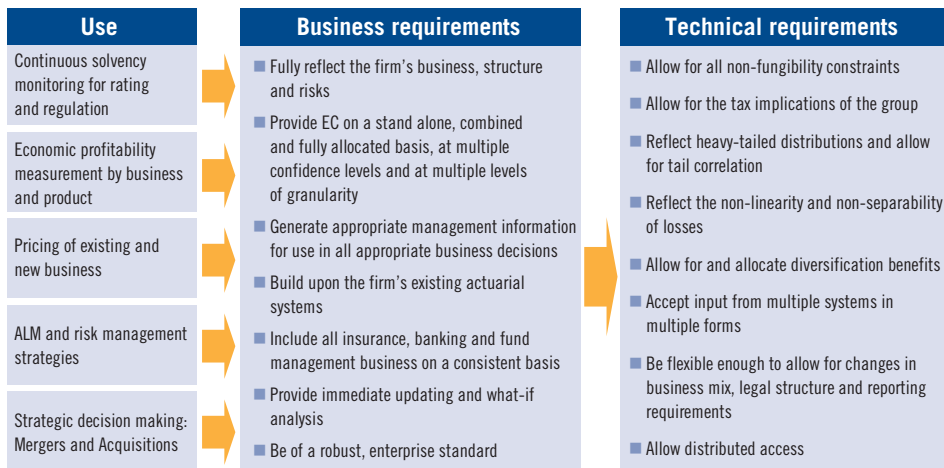 Use
Continuous solvency
monitoring for rating
and regulation
Economic profitability
measurement by business
and product
Pricing of existing and
new business
ALM and risk management
strategies
Strategic decision making:
Mergers and Acquisitions
Business requirements
Fully reflect the firm's business, structure
and risks
Provide EC on a stand alone, combined
and fully allocated basis, at multiple
confidence levels and at multiple levels
of granularity
Generate appropriate management information
for use in all appropriate business decisions
Build upon the firm's existing actuarial
systems
Include all insurance, banking and fund
management business on a consistent basis
Provide immediate updating and what-if
analysis
Be of a robust, enterprise standard
Technical requirements
Allow for all non-fungibility constraints
Allow for the tax implications of the group
Reflect heavy-tailed distributions and allow
for tail correlation
Reflect the non-linearity and non-separability
of losses
Allow for and allocate diversification benefits
Accept input from multiple systems in
multiple forms
Be flexible enough to allow for changes in
business mix, legal structure and reporting
requirements
Allow distributed access